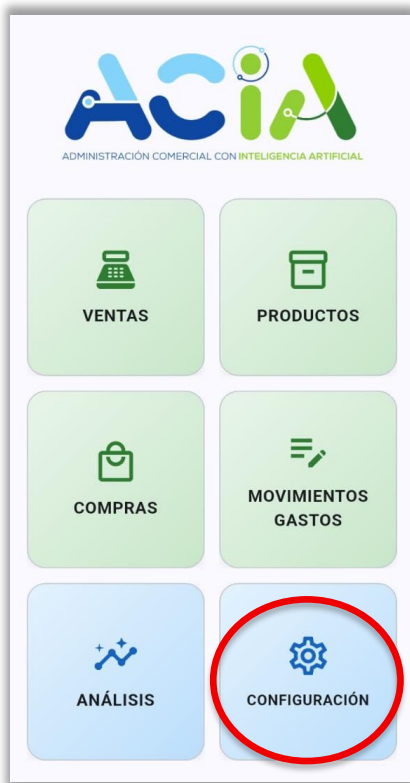 ACIA
ADMINISTRACIÓN COMERCIAL CON INTELIGENCIA ARTIFICIAL
VENTAS
PRODUCTOS
COMPRAS
MOVIMIENTOS
GASTOS
ANÁLISIS
CONFIGURACIÓN